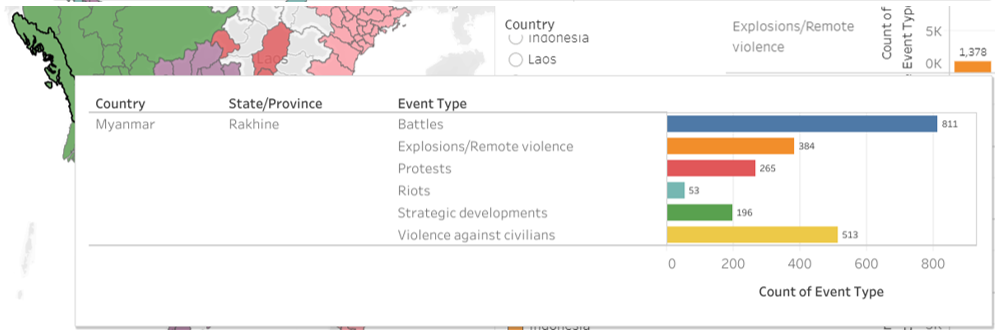 Laos
Country
Indonesia
Laos
Explosions/Remote
violence
Count of
Event Type
5K
0K
1,378
Country State/Province Event Type
Myanmar Rakhine Battles 811
Explosions/Remote violence 384
Protests 265
Riots 53
Strategic developments 196
Violence against civilians 513
0 200 400 600 800
Count of Event Type
Indonesia